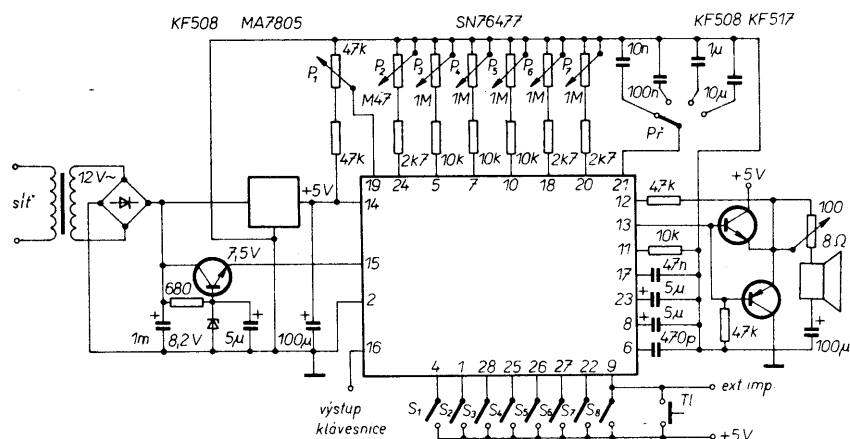 KF508 MA7805 SN76477 KF508 KF517
47k 10n 1µ
P₁ P₂ P₃ P₄ P₅ P₆ P₇
M47 1M 1M 1M 1M 1M 100n 10µ
Př
47k 2k7 10k 10k 10k 2k7 2k7
síť 12V~ +5V
19 24 5 7 10 18 20 21
14 12 4,7k +5V
13 100
8Ω
11 10k
7,5V 15 17 47n
680 2 23 + 5µ
+ 1m 8,2V + 5µ + 100µ 8 + 5µ
16 6 470p 47k + 100µ
4 1 28 25 26 27 22 9
výstup
klávesnice
S₁ S₂ S₃ S₄ S₅ S₆ S₇ S₈ Tl ext imp.
+5V